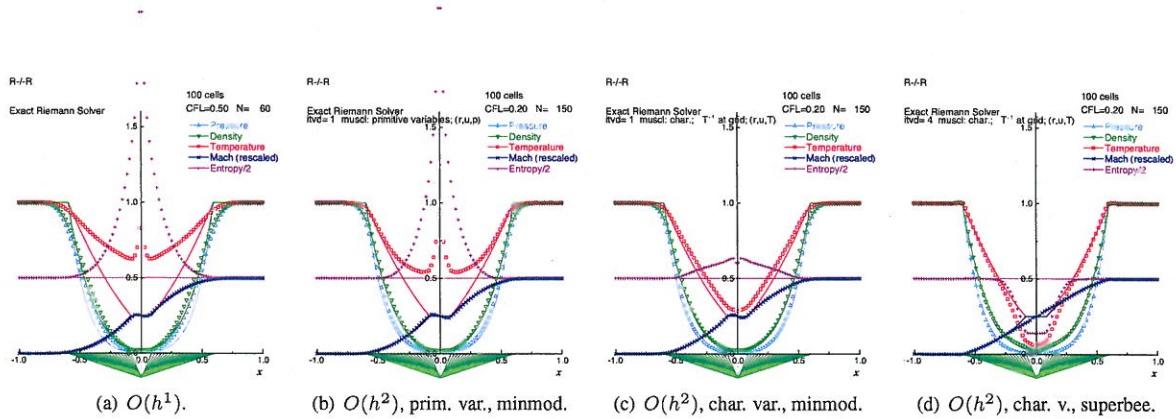 R-/-R
100 cells
Exact Riemann Solver CFL=0.50 N= 60
Pressure
Density
Temperature
Mach (rescaled)
Entropy/2
1.5
1.0
0.5
-1.0 -0.5 0.0 0.5 1.0
x
(a) O(h¹).
R-/-R
100 cells
Exact Riemann Solver CFL=0.20 N= 150
itvd= 1 muscl: primitive variables; (r,u,p)
Pressure
Density
Temperature
Mach (rescaled)
Entropy/2
1.5
1.0
0.5
-1.0 -0.5 0.0 0.5 1.0
x
(b) O(h²), prim. var., minmod.
R-/-R
100 cells
Exact Riemann Solver CFL=0.20 N= 150
itvd= 1 muscl: char.; T⁻¹ at grid; (r,u,T)
Pressure
Density
Temperature
Mach (rescaled)
Entropy/2
1.5
1.0
0.5
-1.0 -0.5 0.0 0.5 1.0
x
(c) O(h²), char. var., minmod.
R-/-R
100 cells
Exact Riemann Solver CFL=0.20 N= 150
itvd= 4 muscl: char.; T⁻¹ at grid; (r,u,T)
Pressure
Density
Temperature
Mach (rescaled)
Entropy/2
1.5
1.0
0.5
-1.0 -0.5 0.0 0.5 1.0
x
(d) O(h²), char. v., superbee.